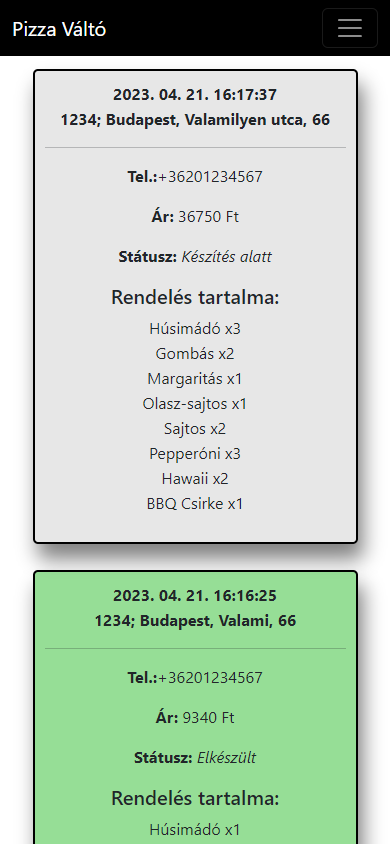 Pizza Váltó
2023. 04. 21. 16:17:37
1234; Budapest, Valamilyen utca, 66
Tel.:+36201234567
Ár: 36750 Ft
Státusz: Készítés alatt
Rendelés tartalma:
Húsimádó x3
Gombás x2
Margaritás x1
Olasz-sajtos x1
Sajtos x2
Pepperóni x3
Hawaii x2
BBQ Csirke x1
2023. 04. 21. 16:16:25
1234; Budapest, Valami, 66
Tel.:+36201234567
Ár: 9340 Ft
Státusz: Elkészült
Rendelés tartalma:
Húsimádó x1